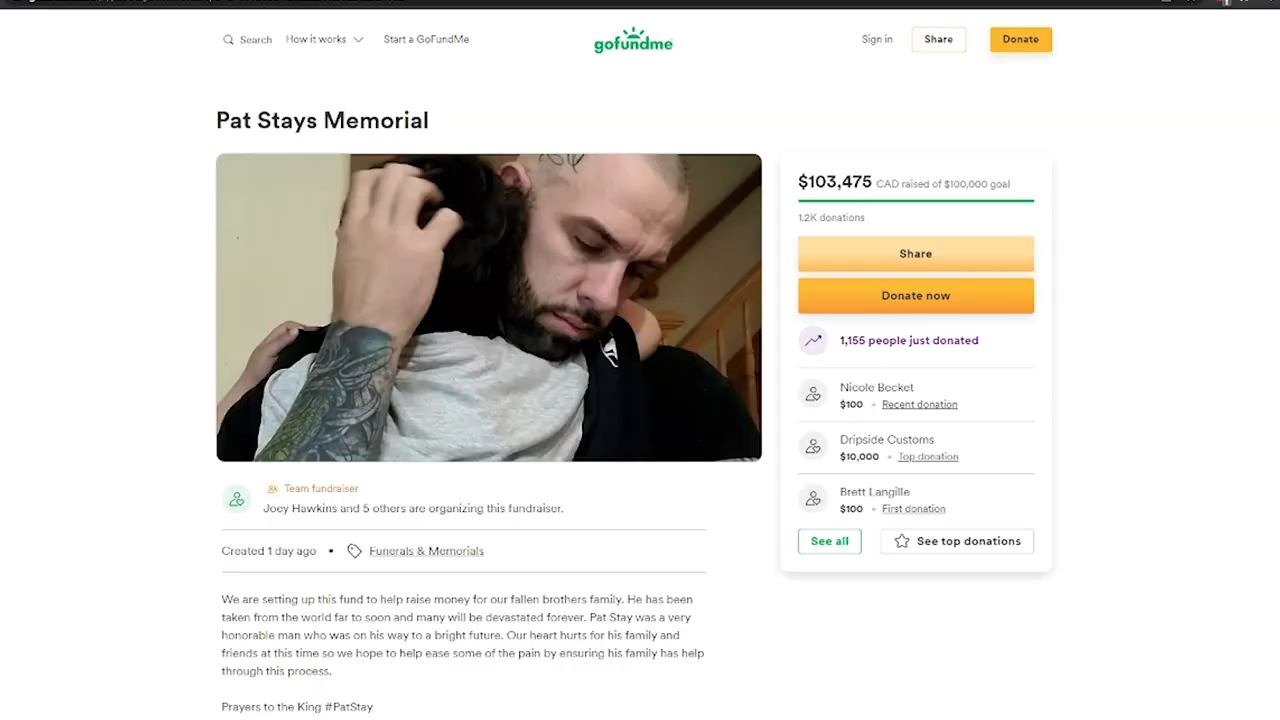 Search How it works Start a GoFundMe gofundme Sign in Share Donate
Pat Stays Memorial
$103,475 CAD raised of $100,000 goal
1.2K donations
Share
Donate now
1,155 people just donated
Nicole Becket
$100 • Recent donation
Dripside Customs
$10,000 • Top donation
Brett Langille
$100 • First donation
See all See top donations
Team fundraiser
Joey Hawkins and 5 others are organizing this fundraiser.
Created 1 day ago • Funerals & Memorials
We are setting up this fund to help raise money for our fallen brothers family. He has been
taken from the world far to soon and many will be devastated forever. Pat Stay was a very
honorable man who was on his way to a bright future. Our heart hurts for his family and
friends at this time so we hope to help ease some of the pain by ensuring his family has help
through this process.
Prayers to the King #PatStay